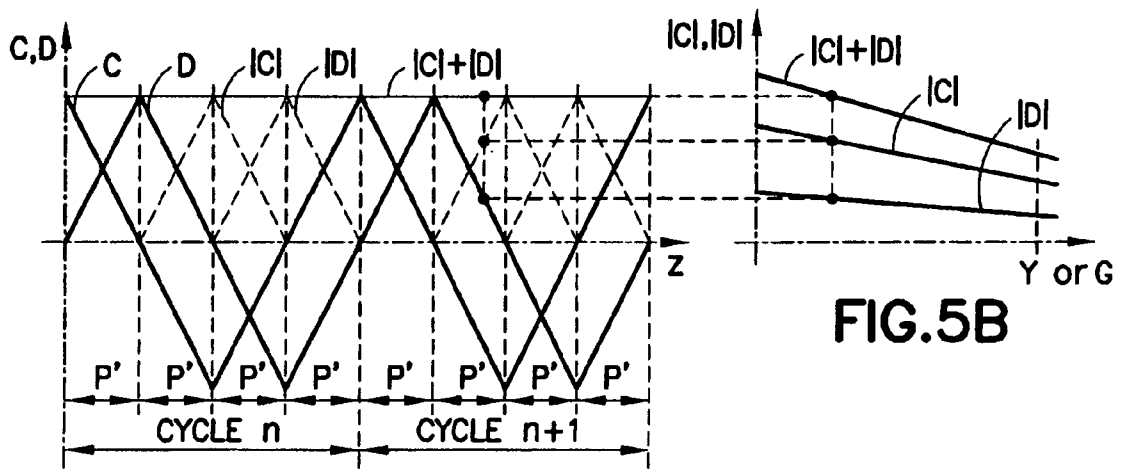 C,D
C
D
|C|
|D|
|C|+|D|
z
P' P' P' P' P' P' P' P'
CYCLE n
CYCLE n+1
|C|,|D|
|C|+|D|
|C|
|D|
Y or G
FIG.5B